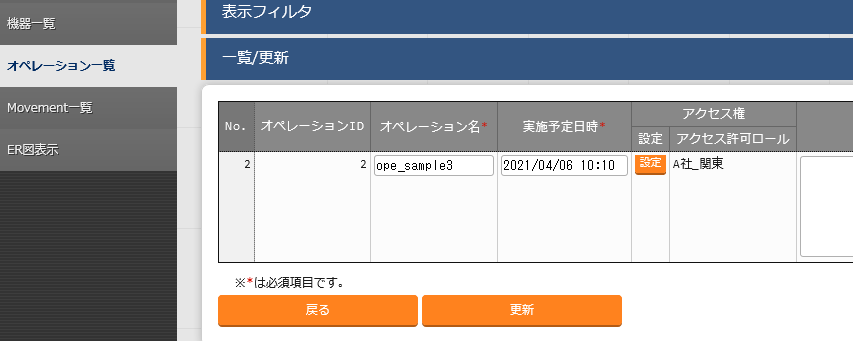 機器一覧
オペレーション一覧
Movement一覧
ER図表示
表示フィルタ
一覧/更新
No. オペレーションID オペレーション名* 実施予定日時* アクセス権
設定 アクセス許可ロール
2 2 ope_sample3 2021/04/06 10:10 設定 A社_関東
※*は必須項目です。
戻る 更新